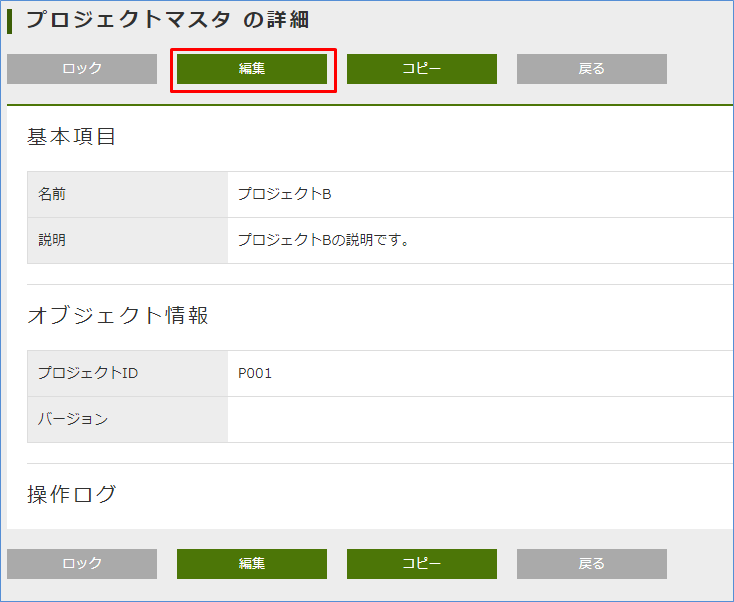 プロジェクトマスタ の詳細
ロック 編集 コピー 戻る
基本項目
名前 プロジェクトB
説明 プロジェクトBの説明です。
オブジェクト情報
プロジェクトID P001
バージョン
操作ログ
ロック 編集 コピー 戻る